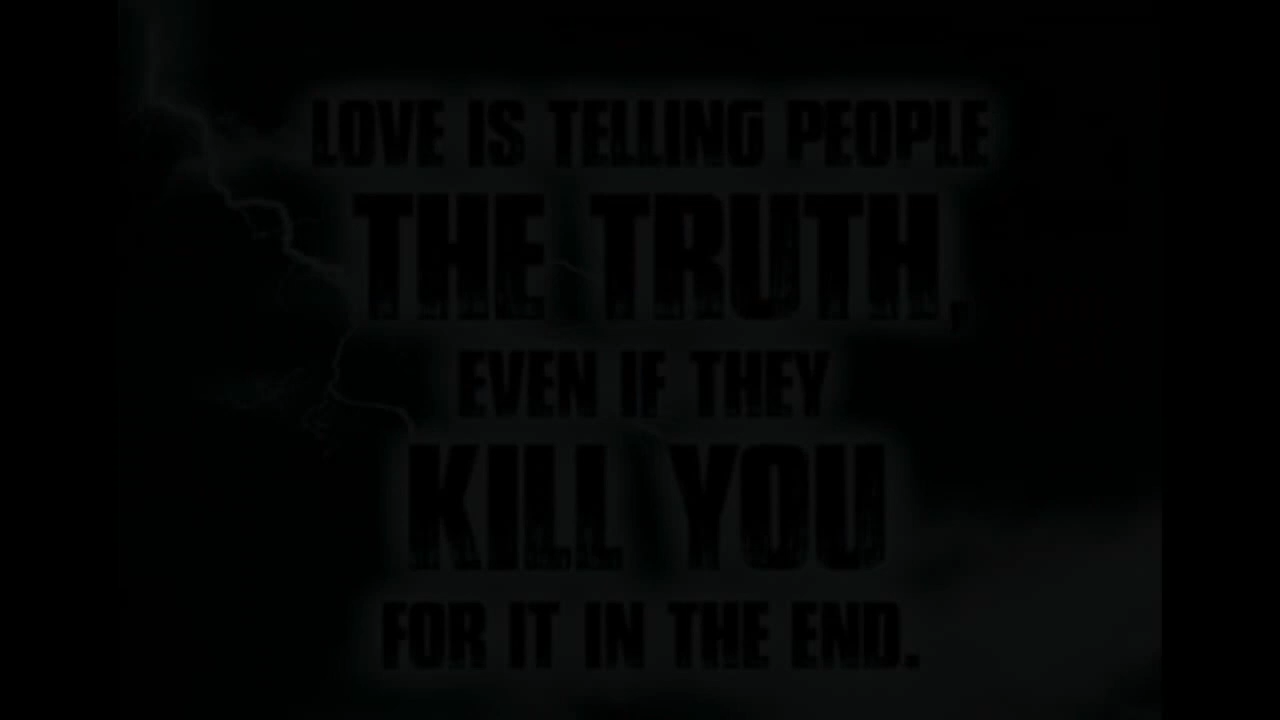 LOVE IS TELLING PEOPLE
THE TRUTH,
EVEN IF THEY
KILL YOU
FOR IT IN THE END.